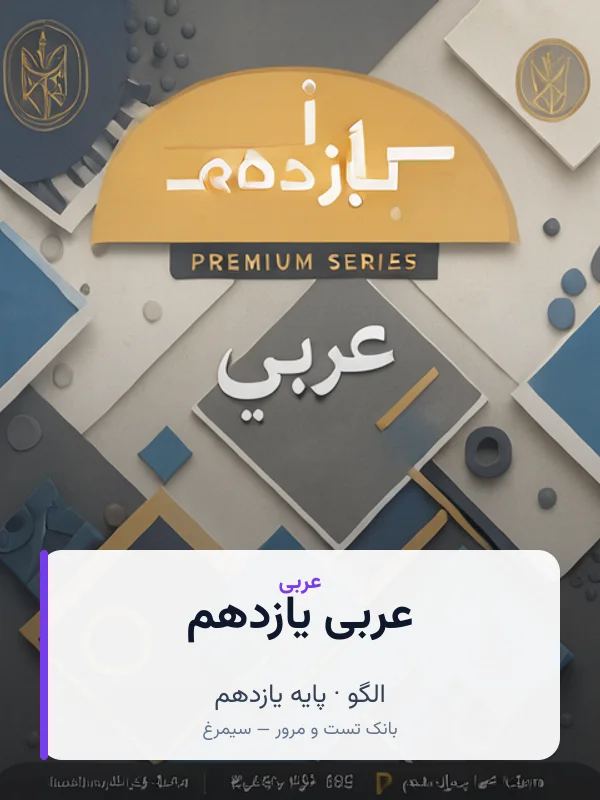 PREMIUM SERIES
عربي
عربی
عربی یازدهم
الگو · پایه یازدهم
بانک تست و مرور – سیمرغ